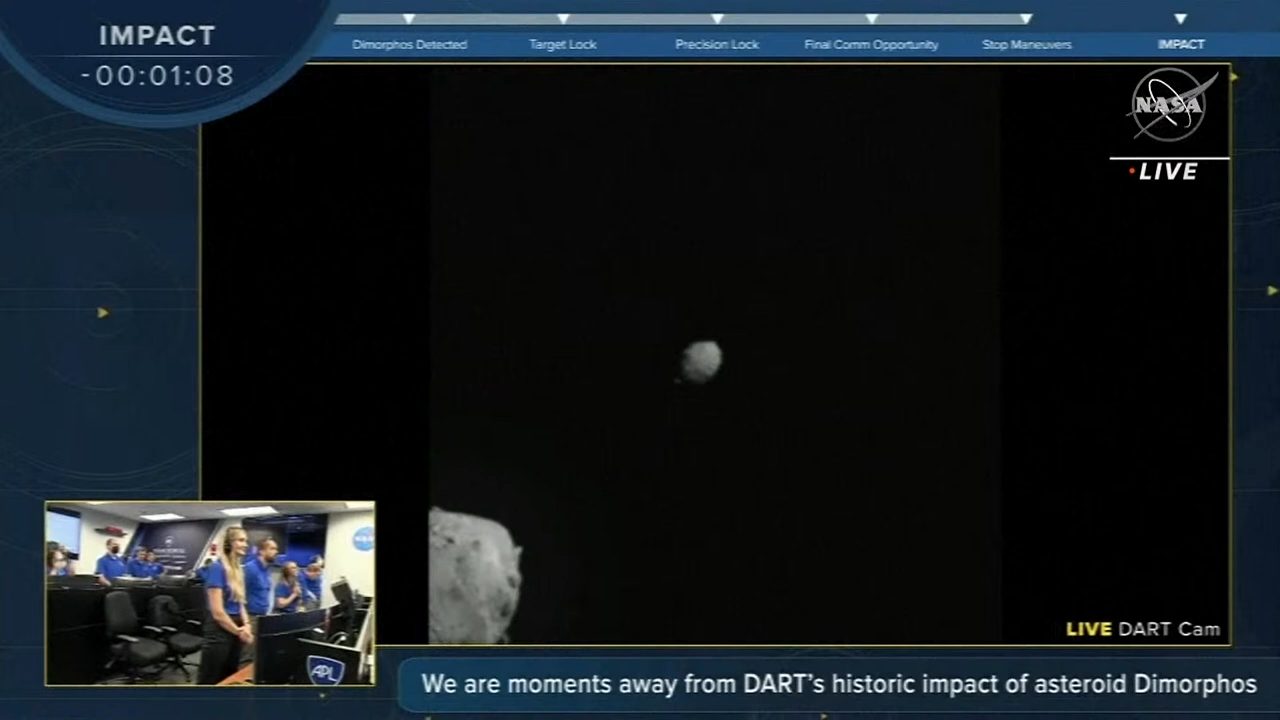 IMPACT
-00:01:08
Dimorphos Detected
Target Lock
Precision Lock
Final Comm Opportunity
Stop Maneuvers
IMPACT
NASA
LIVE
APL
LIVE DART Cam
We are moments away from DART's historic impact of asteroid Dimorphos